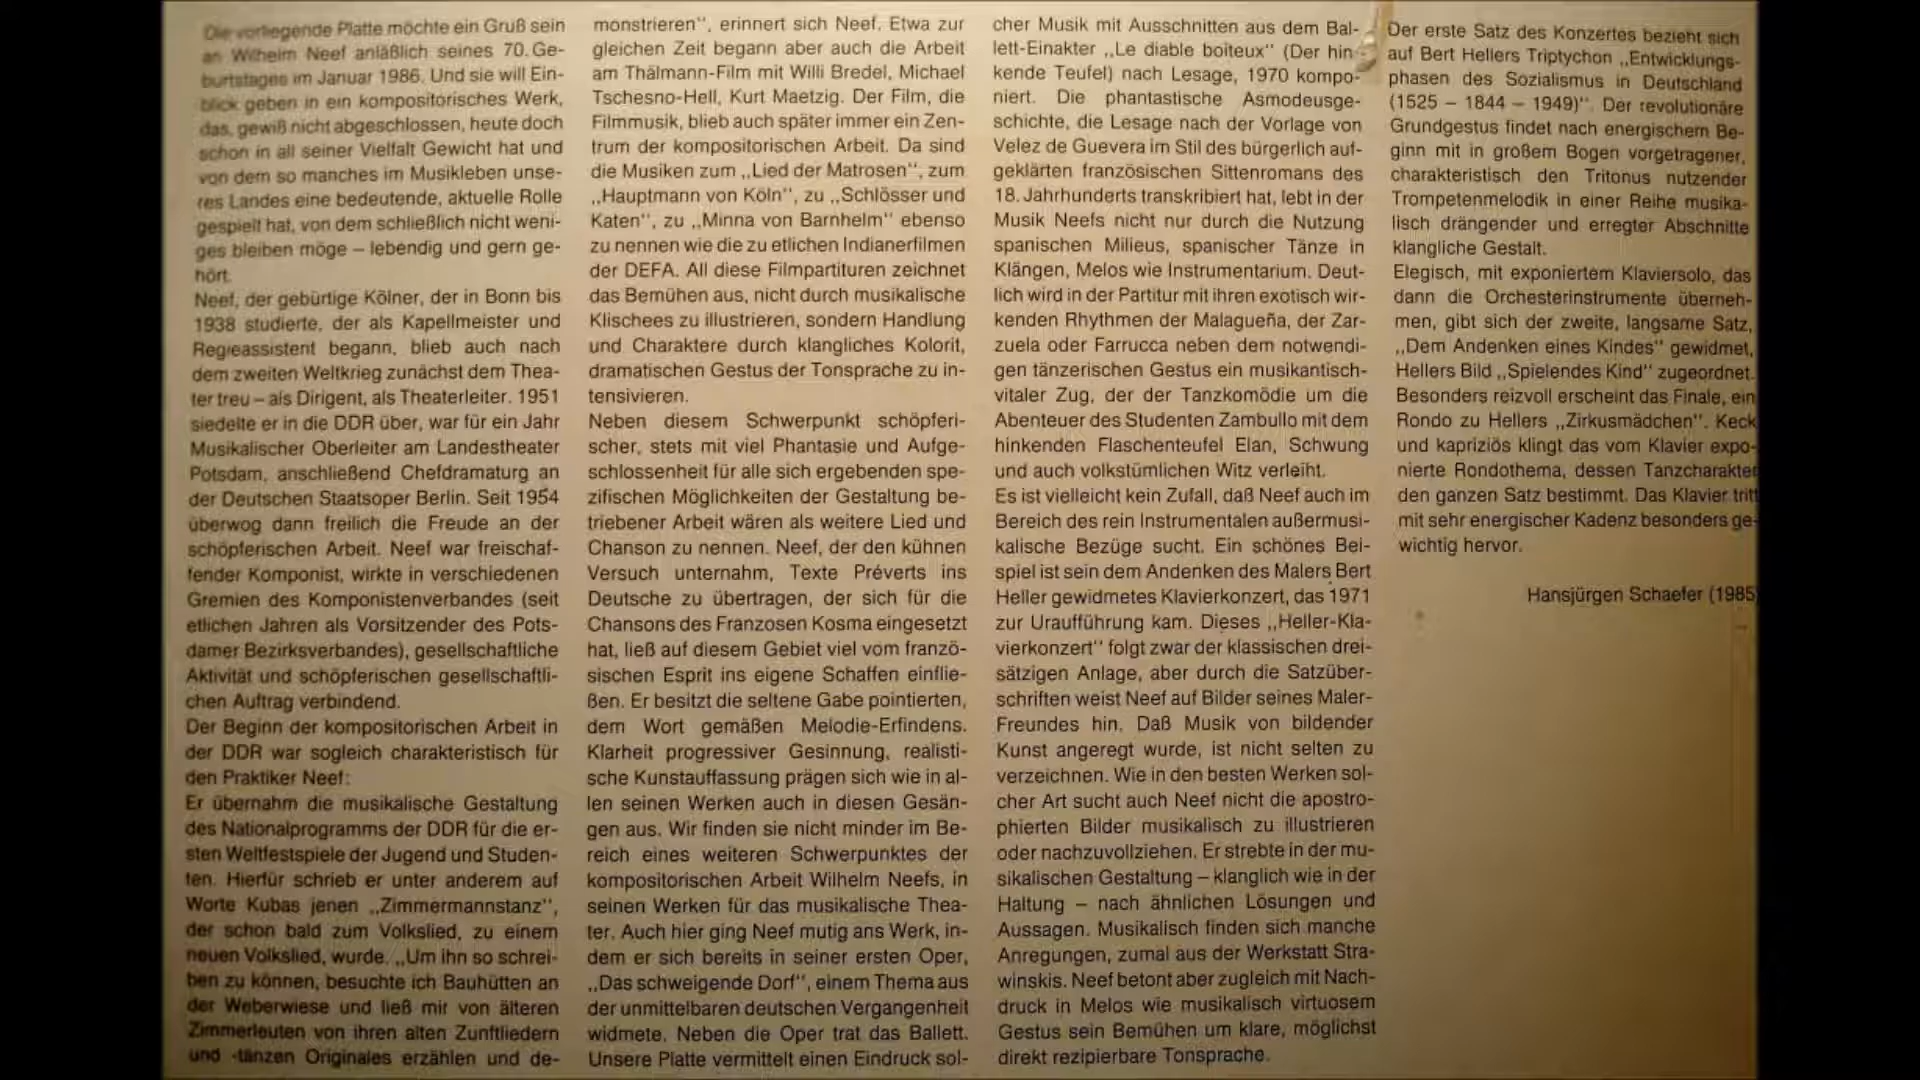 Die vorliegende Platte möchte ein Gruß sein
an Wilhelm Neef anläßlich seines 70. Ge-
burtstages im Januar 1986. Und sie will Ein-
blick geben in ein kompositorisches Werk,
das, gewiß nicht abgeschlossen, heute doch
schon in all seiner Vielfalt Gewicht hat und
von dem so manches im Musikleben unse-
res Landes eine bedeutende, aktuelle Rolle
gespielt hat, von dem schließlich nicht weni-
ges bleiben möge – lebendig und gern ge-
hört.
Neef, der gebürtige Kölner, der in Bonn bis
1938 studierte, der als Kapellmeister und
Regieassistent begann, blieb auch nach
dem zweiten Weltkrieg zunächst dem Thea-
ter treu – als Dirigent, als Theaterleiter. 1951
siedelte er in die DDR über, war für ein Jahr
Musikalischer Oberleiter am Landestheater
Potsdam, anschließend Chefdramaturg an
der Deutschen Staatsoper Berlin. Seit 1954
überwog dann freilich die Freude an der
schöpferischen Arbeit. Neef war freischaf-
fender Komponist, wirkte in verschiedenen
Gremien des Komponistenverbandes (seit
etlichen Jahren als Vorsitzender des Pots-
damer Bezirksverbandes), gesellschaftliche
Aktivität und schöpferischen gesellschaftli-
chen Auftrag verbindend.
Der Beginn der kompositorischen Arbeit in
der DDR war sogleich charakteristisch für
den Praktiker Neef:
Er übernahm die musikalische Gestaltung
des Nationalprogramms der DDR für die er-
sten Weltfestspiele der Jugend und Studen-
ten. Hierfür schrieb er unter anderem auf
Worte Kubas jenen „Zimmermannstanz",
der schon bald zum Volkslied, zu einem
neuen Volkslied, wurde. „Um ihn so schrei-
ben zu können, besuchte ich Bauhütten an
der Weberwiese und ließ mir von älteren
Zimmerleuten von ihren alten Zunftliedern
und -tänzen Originales erzählen und de-
monstrieren", erinnert sich Neef. Etwa zur
gleichen Zeit begann aber auch die Arbeit
am Thälmann-Film mit Willi Bredel, Michael
Tschesno-Hell, Kurt Maetzig. Der Film, die
Filmmusik, blieb auch später immer ein Zen-
trum der kompositorischen Arbeit. Da sind
die Musiken zum „Lied der Matrosen", zum
„Hauptmann von Köln", zu „Schlösser und
Katen", zu „Minna von Barnhelm" ebenso
zu nennen wie die zu etlichen Indianerfilmen
der DEFA. All diese Filmpartituren zeichnet
das Bemühen aus, nicht durch musikalische
Klischees zu illustrieren, sondern Handlung
und Charaktere durch klangliches Kolorit,
dramatischen Gestus der Tonsprache zu in-
tensivieren.
Neben diesem Schwerpunkt schöpferi-
scher, stets mit viel Phantasie und Aufge-
schlossenheit für alle sich ergebenden spe-
zifischen Möglichkeiten der Gestaltung be-
triebener Arbeit wären als weitere Lied und
Chanson zu nennen. Neef, der den kühnen
Versuch unternahm, Texte Préverts ins
Deutsche zu übertragen, der sich für die
Chansons des Franzosen Kosma eingesetzt
hat, ließ auf diesem Gebiet viel vom franzö-
sischen Esprit ins eigene Schaffen einflie-
ßen. Er besitzt die seltene Gabe pointierten,
dem Wort gemäßen Melodie-Erfindens.
Klarheit progressiver Gesinnung, realisti-
sche Kunstauffassung prägen sich wie in al-
len seinen Werken auch in diesen Gesän-
gen aus. Wir finden sie nicht minder im Be-
reich eines weiteren Schwerpunktes der
kompositorischen Arbeit Wilhelm Neefs, in
seinen Werken für das musikalische Thea-
ter. Auch hier ging Neef mutig ans Werk, in-
dem er sich bereits in seiner ersten Oper,
„Das schweigende Dorf", einem Thema aus
der unmittelbaren deutschen Vergangenheit
widmete. Neben die Oper trat das Ballett.
Unsere Platte vermittelt einen Eindruck sol-
cher Musik mit Ausschnitten aus dem Bal-
lett-Einakter „Le diable boiteux" (Der hin-
kende Teufel) nach Lesage, 1970 kompo-
niert. Die phantastische Asmodeusge-
schichte, die Lesage nach der Vorlage von
Velez de Guevera im Stil des bürgerlich auf-
geklärten französischen Sittenromans des
18. Jahrhunderts transkribiert hat, lebt in der
Musik Neefs nicht nur durch die Nutzung
spanischen Milieus, spanischer Tänze in
Klängen, Melos wie Instrumentarium. Deut-
lich wird in der Partitur mit ihren exotisch wir-
kenden Rhythmen der Malagueña, der Zar-
zuela oder Farrucca neben dem notwendi-
gen tänzerischen Gestus ein musikantisch-
vitaler Zug, der der Tanzkomödie um die
Abenteuer des Studenten Zambullo mit dem
hinkenden Flaschenteufel Elan, Schwung
und auch volkstümlichen Witz verleiht.
Es ist vielleicht kein Zufall, daß Neef auch im
Bereich des rein Instrumentalen außermusi-
kalische Bezüge sucht. Ein schönes Bei-
spiel ist sein dem Andenken des Malers Bert
Heller gewidmetes Klavierkonzert, das 1971
zur Uraufführung kam. Dieses „Heller-Kla-
vierkonzert" folgt zwar der klassischen drei-
sätzigen Anlage, aber durch die Satzüber-
schriften weist Neef auf Bilder seines Maler-
Freundes hin. Daß Musik von bildender
Kunst angeregt wurde, ist nicht selten zu
verzeichnen. Wie in den besten Werken sol-
cher Art sucht auch Neef nicht die apostro-
phierten Bilder musikalisch zu illustrieren
oder nachzuvollziehen. Er strebte in der mu-
sikalischen Gestaltung – klanglich wie in der
Haltung – nach ähnlichen Lösungen und
Aussagen. Musikalisch finden sich manche
Anregungen, zumal aus der Werkstatt Stra-
winskis. Neef betont aber zugleich mit Nach-
druck in Melos wie musikalisch virtuosem
Gestus sein Bemühen um klare, möglichst
direkt rezipierbare Tonsprache.
Der erste Satz des Konzertes bezieht sich
auf Bert Hellers Triptychon „Entwicklungs-
phasen des Sozialismus in Deutschland
(1525 – 1844 – 1949)". Der revolutionäre
Grundgestus findet nach energischem Be-
ginn mit in großem Bogen vorgetragener,
charakteristisch den Tritonus nutzender
Trompetenmelodik in einer Reihe musika-
lisch drängender und erregter Abschnitte
klangliche Gestalt.
Elegisch, mit exponiertem Klaviersolo, das
dann die Orchesterinstrumente überneh-
men, gibt sich der zweite, langsame Satz,
„Dem Andenken eines Kindes" gewidmet,
Hellers Bild „Spielendes Kind" zugeordnet.
Besonders reizvoll erscheint das Finale, ein
Rondo zu Hellers „Zirkusmädchen". Keck
und kapriziös klingt das vom Klavier expo-
nierte Rondothema, dessen Tanzcharakter
den ganzen Satz bestimmt. Das Klavier tritt
mit sehr energischer Kadenz besonders ge-
wichtig hervor.
Hansjürgen Schaefer (1985)